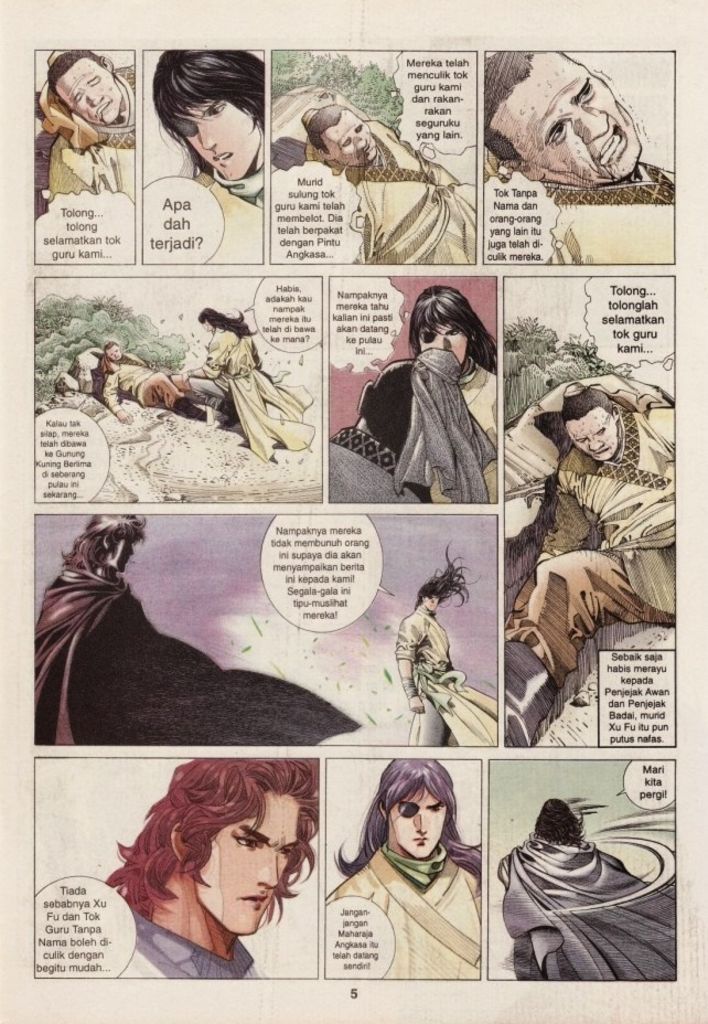 Tolong...
tolong
selamatkan tok
guru kami...
Apa
dah
terjadi?
Mereka telah
menculik tok
guru kami
dan rakan-
rakan
seguruku
yang lain.
Murid
sulung tok
guru kami telah
membelot. Dia
telah berpakat
dengan Pintu
Angkasa...
Tok Tanpa
Nama dan
orang-orang
yang lain itu
juga telah di-
culik mereka.
Habis,
adakah kau
nampak
mereka itu
telah di bawa
ke mana?
Kalau tak
silap, mereka
telah dibawa
ke Gunung
Kuning Berlima
di seberang
pulau ini
sekarang...
Nampaknya
mereka tahu
kalian ini pasti
akan datang
ke pulau
ini...
Tolong...
tolonglah
selamatkan
tok guru
kami...
Nampaknya mereka
tidak membunuh orang
ini supaya dia akan
menyampaikan berita
ini kepada kami!
Segala-gala ini
tipu-muslihat
mereka!
Sebaik saja
habis merayu
kepada
Penjejak Awan
dan Penjejak
Badai, murid
Xu Fu itu pun
putus nafas.
Tiada
sebabnya Xu
Fu dan Tok
Guru Tanpa
Nama boleh di-
culik dengan
begitu mudah...
Jangan-
jangan
Maharaja
Angkasa itu
telah datang
sendiri!
Mari
kita
pergi!
5